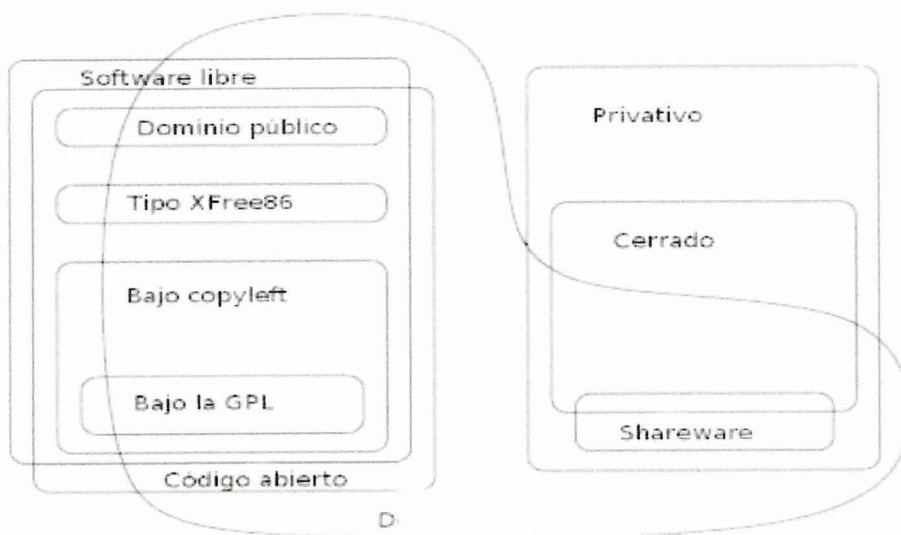 Software libre
Dominio público
Tipo XFree86
Bajo copyleft
Bajo la GPL
Código abierto
Privativo
Cerrado
Shareware